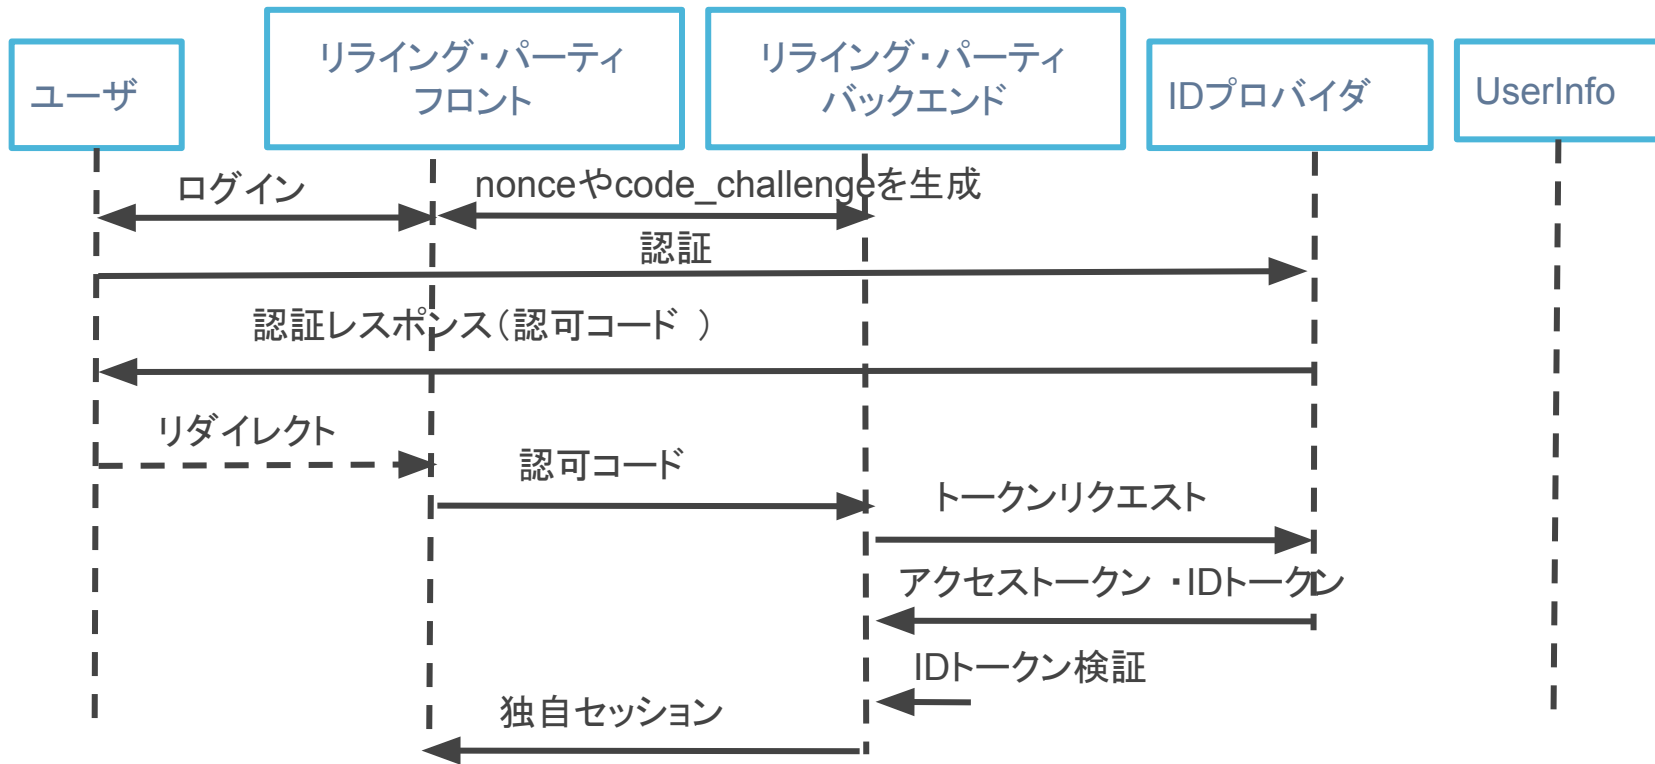 ユーザ
リライング・パーティ
フロント
リライング・パーティ
バックエンド
IDプロバイダ
UserInfo
ログイン
nonceやcode_challengeを生成
認証
認証レスポンス（認可コード ）
リダイレクト
認可コード
トークンリクエスト
アクセストークン ・IDトークン
IDトークン検証
独自セッション